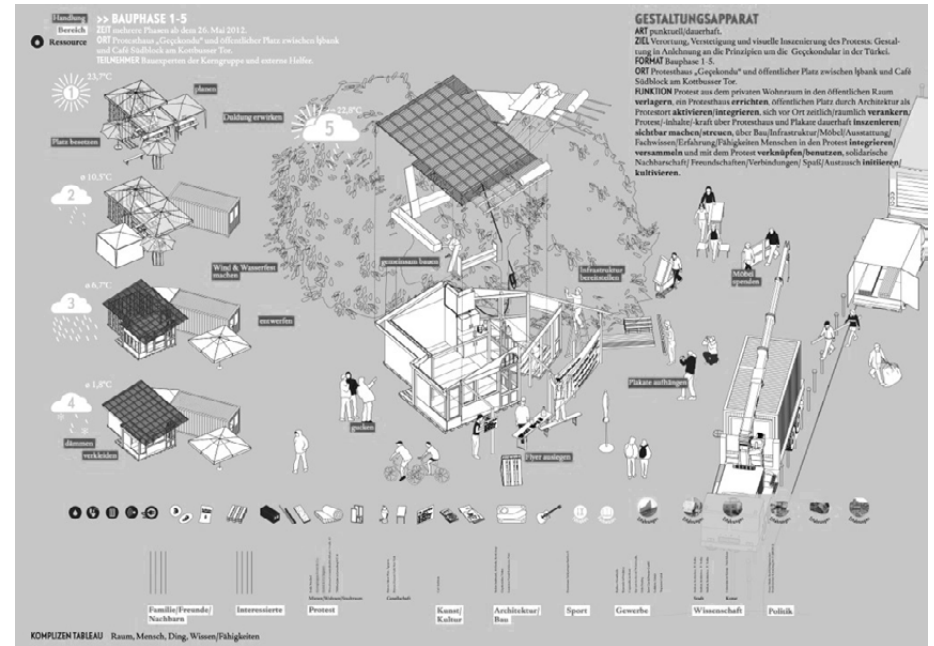 Handlung
Bereich
Ressource
>> BAUPHASE 1-5
ZEIT mehrere Phasen ab dem 26. Mai 2012.
ORT Protesthaus „Geçekondu“ und öffentlicher Platz zwischen Işbank
und Café Südblock am Kottbusser Tor.
TEILNEHMER Bauexperten der Kerngruppe und externe Helfer.
GESTALTUNGSAPPARAT
ART punktuell/dauerhaft.
ZIEL Verortung, Verstetigung und visuelle Inszenierung des Protests. Gestal-
tung in Anlehnung an die Prinzipien um die Geçekondular in der Türkei.
FORMAT Bauphase 1-5.
ORT Protesthaus „Geçekondu“ und öffentlicher Platz zwischen Işbank und Café
Südblock am Kottbusser Tor.
FUNKTION Protest aus dem privaten Wohnraum in den öffentlichen Raum
verlagern, ein Protesthaus errichten, öffentlichen Platz durch Architektur als
Protestort aktivieren/integrieren, sich vor Ort zeitlich/räumlich verankern,
Protest/-inhalte/-kraft über Protesthaus und Plakate dauerhaft inszenieren/
sichtbar machen/streuen, über Bau/Infrastruktur/Möbel/Ausstattung/
Fachwissen/Erfahrung/Fähigkeiten Menschen in den Protest integrieren/
versammeln und mit dem Protest verknüpfen/benutzen, solidarische
Nachbarschaft/ Freundschaften/Verbindungen/ Spaß/Austausch initiieren/
kultivieren.
23,7°C
1
planen
Platz besetzen
Duldung erwirken
22,8°C
5
ø 10,5°C
2
Wind & Wasserfest
machen
ø 6,7°C
3
entwerfen
ø 1,8°C
4
dämmen
verkleiden
gemeinsam bauen
Infrastruktur
bereitstellen
Möbel
spenden
Plakate aufhängen
gucken
Flyer auslegen
Familie/Freunde/
Nachbarn
Interessierte
Protest
Gesellschaft
Kunst/
Kultur
Architektur/
Bau
Sport
Gewerbe
Stadt
Kunst
Wissenschaft
Politik
KOMPLIZEN TABLEAU Raum, Mensch, Ding, Wissen/Fähigkeiten